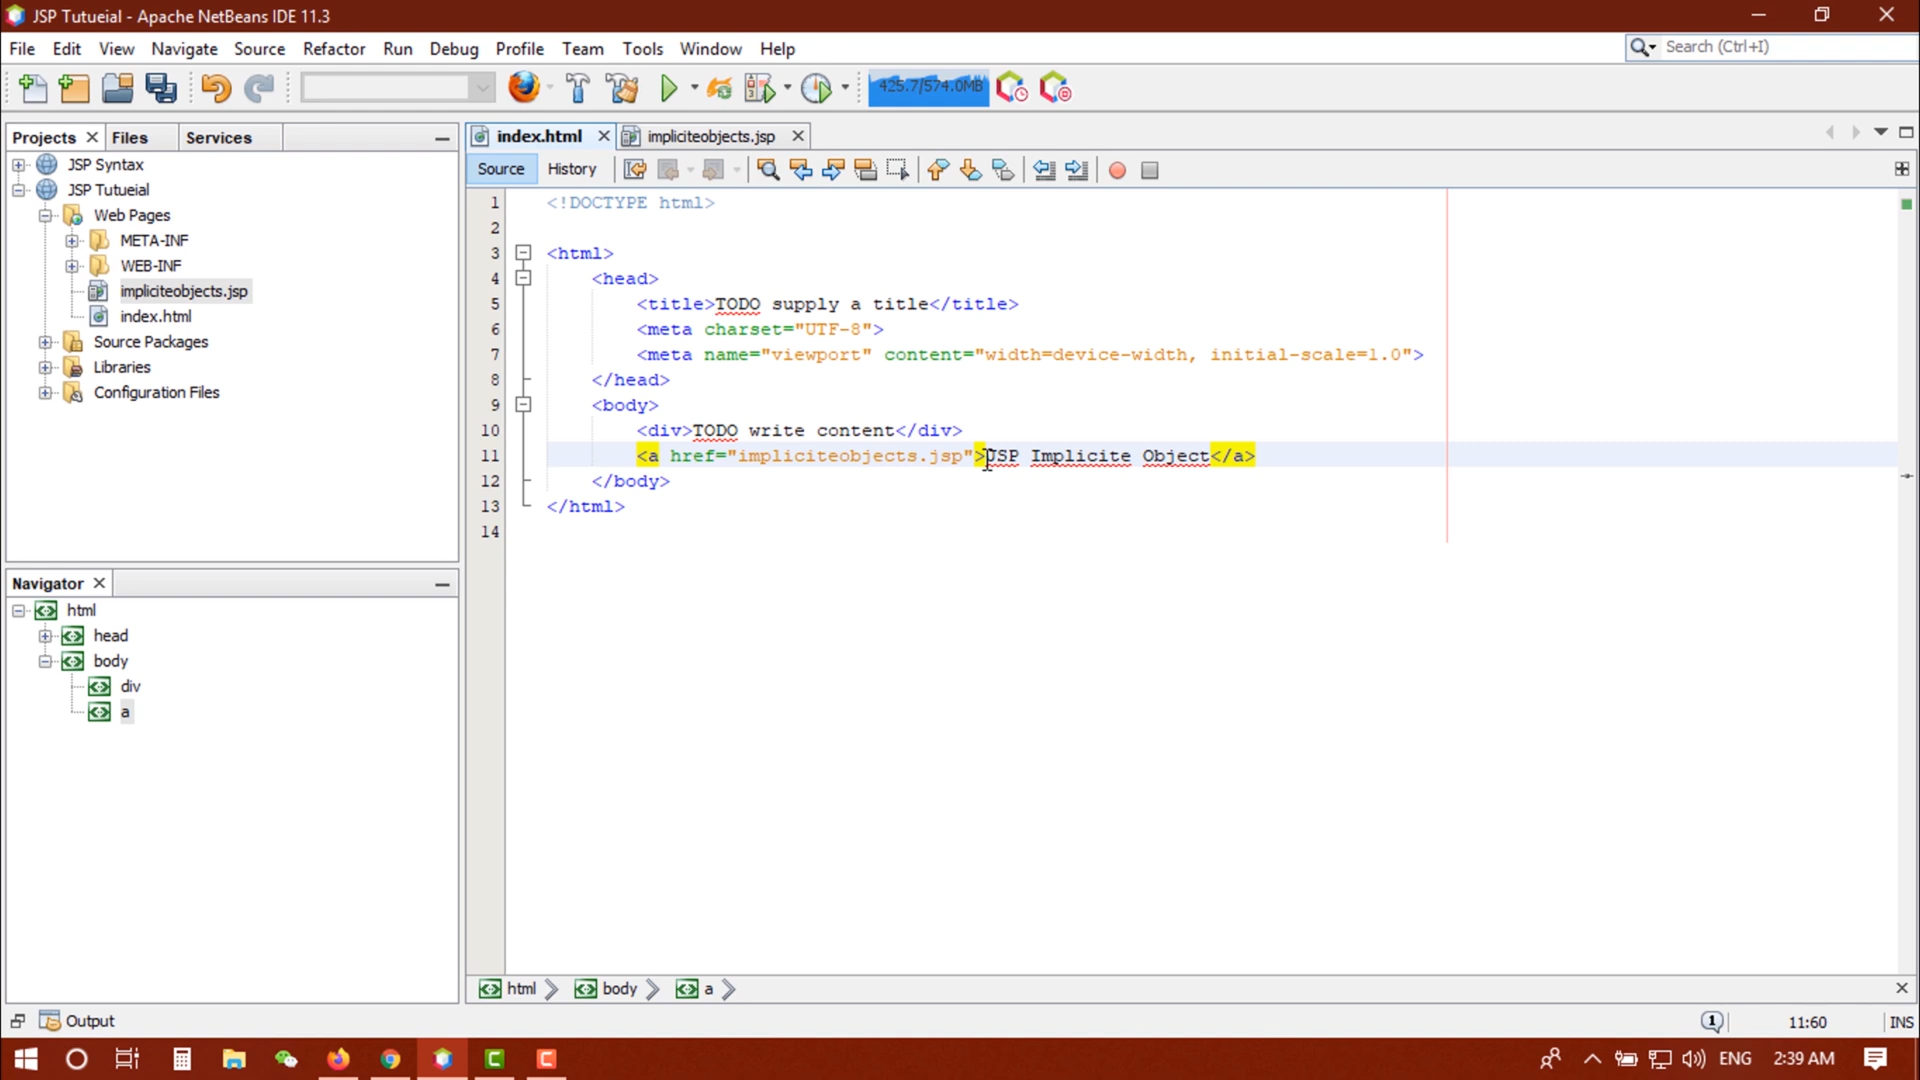 JSP Tutueial - Apache NetBeans IDE 11.3
File Edit View Navigate Source Refactor Run Debug Profile Team Tools Window Help
Search (Ctrl+I)
425.7/574.0MB
Projects Files Services
index.html impliciteobjects.jsp
Source History
JSP Syntax
JSP Tutueial
Web Pages
META-INF
WEB-INF
impliciteobjects.jsp
index.html
Source Packages
Libraries
Configuration Files
1 <!DOCTYPE html>
2
3 <html>
4 <head>
5 <title>TODO supply a title</title>
6 <meta charset="UTF-8">
7 <meta name="viewport" content="width=device-width, initial-scale=1.0">
8 </head>
9 <body>
10 <div>TODO write content</div>
11 <a href="impliciteobjects.jsp">JSP Implicite Object</a>
12 </body>
13 </html>
14
Navigator
html
head
body
div
a
html body a
Output
1
11:60 INS
ENG 2:39 AM